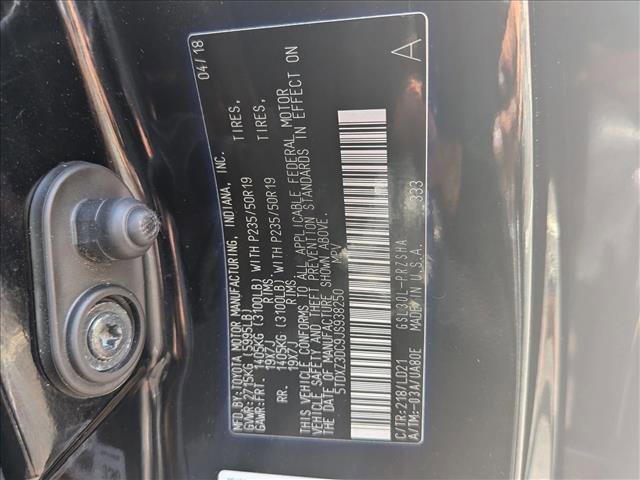 MFD.BY:TOYOTA MOTOR MANUFACTURING, INDIANA, INC. 04/18
GVWR:2715KG (5995LB)
GAWR:FRT. 1405KG (3100LB) WITH P235/50R19 TIRES,
19X7J RIMS
RR. 1405KG (3100LB) WITH P235/50R19 TIRES,
19X7J RIMS
THIS VEHICLE CONFORMS TO ALL APPLICABLE FEDERAL MOTOR
VEHICLE SAFETY AND THEFT PREVENTION STANDARDS IN EFFECT ON
THE DATE OF MANUFACTURE SHOWN ABOVE.
MPV
C/TR:218/LD21 GSL30L-PRZSHA
A/TM:-03A/UA80E MADE IN U.S.A. 333
A